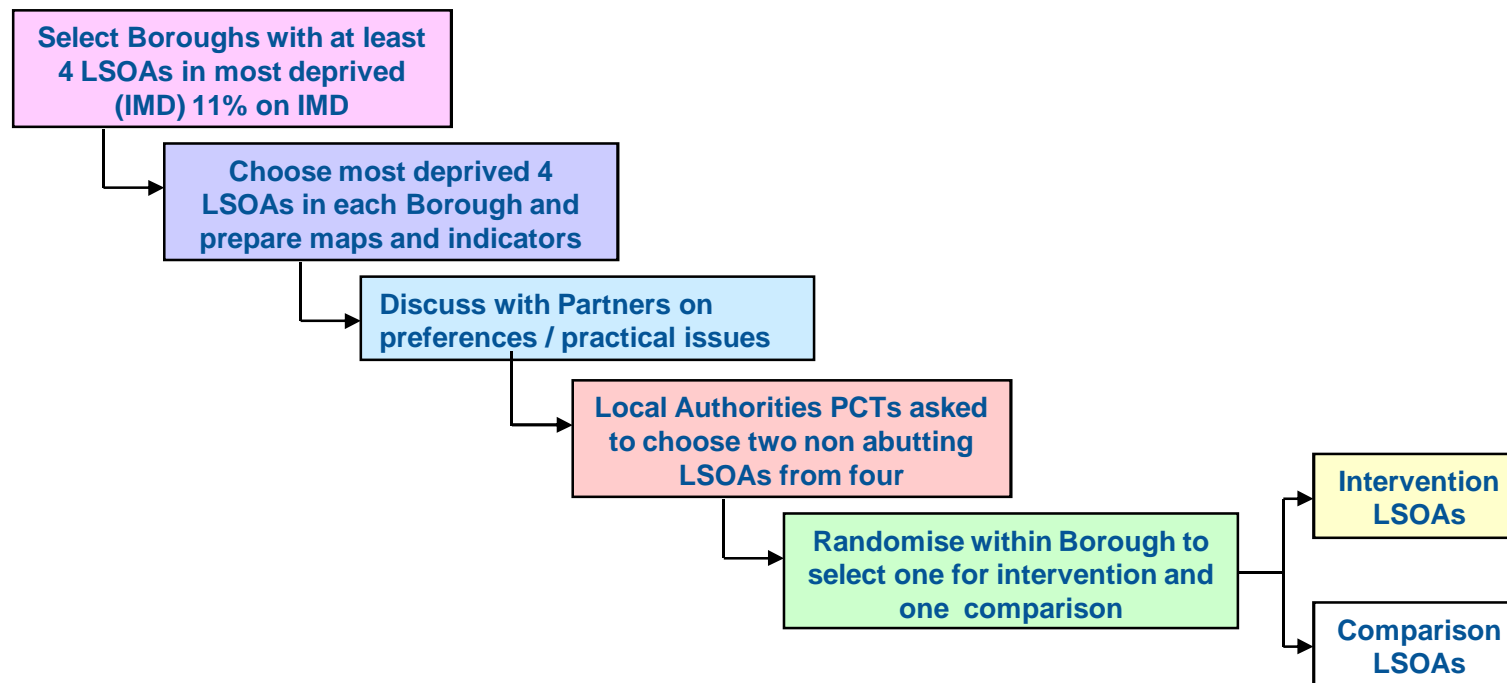 Select Boroughs with at least
4 LSOAs in most deprived
(IMD) 11% on IMD
Choose most deprived 4
LSOAs in each Borough and
prepare maps and indicators
Discuss with Partners on
preferences / practical issues
Local Authorities PCTs asked
to choose two non abutting
LSOAs from four
Randomise within Borough to
select one for intervention and
one comparison
Intervention
LSOAs
Comparison
LSOAs